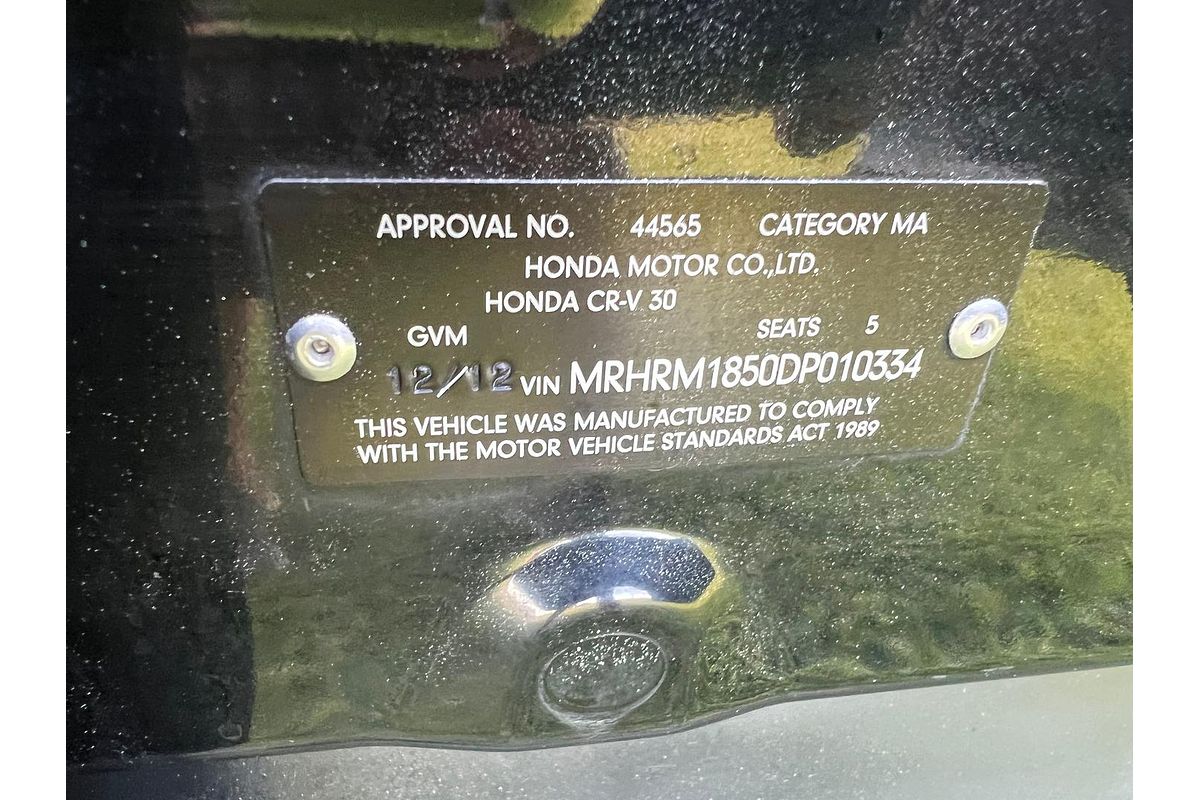 APPROVAL NO. 44565 CATEGORY MA
HONDA MOTOR CO.,LTD.
HONDA CR-V 30
GVM SEATS 5
12/12 VIN MRHRM1850DP010334
THIS VEHICLE WAS MANUFACTURED TO COMPLY
WITH THE MOTOR VEHICLE STANDARDS ACT 1989